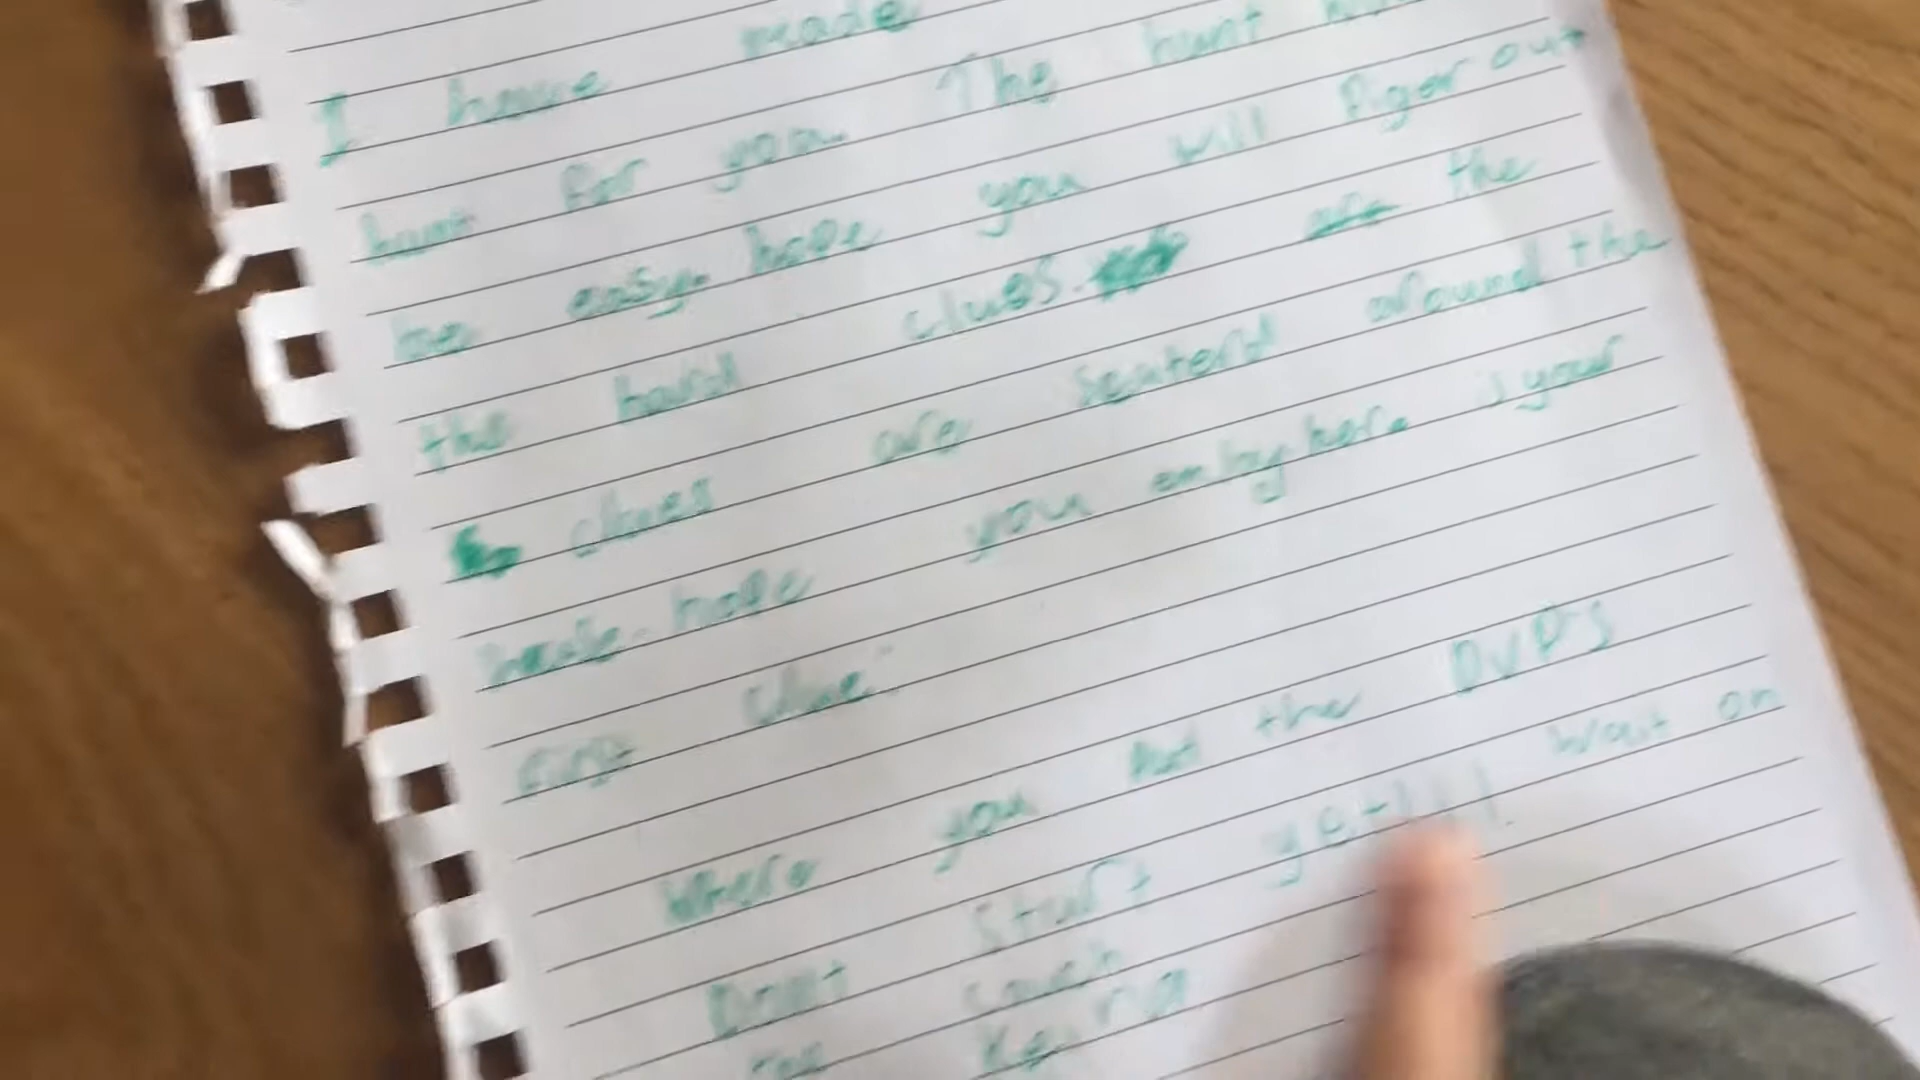 I have made
hunt for you The hunt
be easy. hope you will figer out
the hard clues. the
clues are scaterd around the
house. hope you enjoy here is your
first clue:
Where you put the DVD's
Don't start yet!!! Wait on
couch